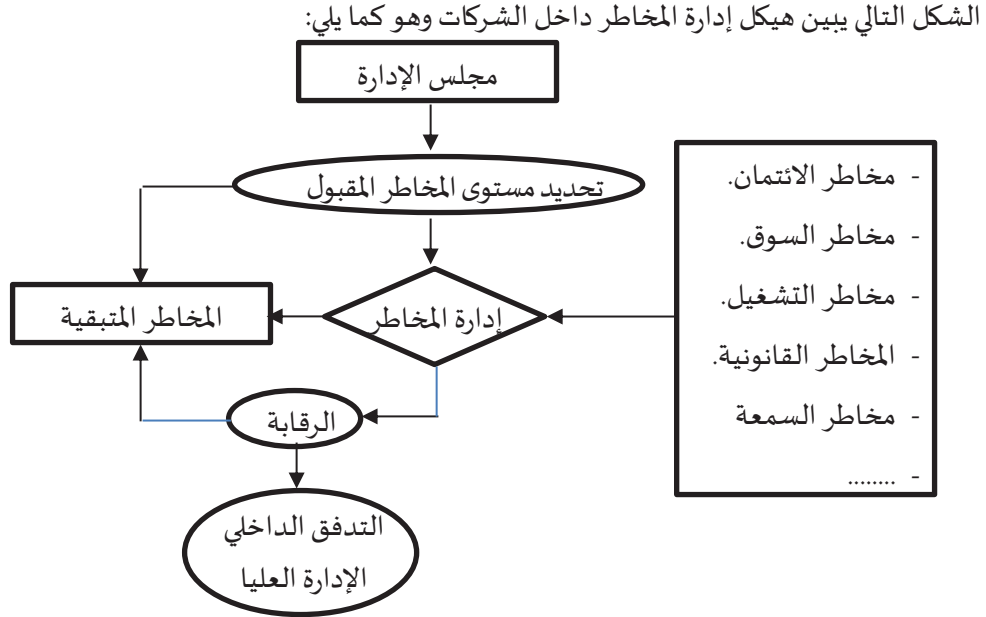 الشكل التالي يبين هيكل إدارة المخاطر داخل الشركات وهو كما يلي:
مجلس الإدارة
تحديد مستوى المخاطر المقبول
- مخاطر الائتمان.
- مخاطر السوق.
- مخاطر التشغيل.
- المخاطر القانونية.
- مخاطر السمعة
- ........
إدارة المخاطر
المخاطر المتبقية
الرقابة
التدفق الداخلي
الإدارة العليا